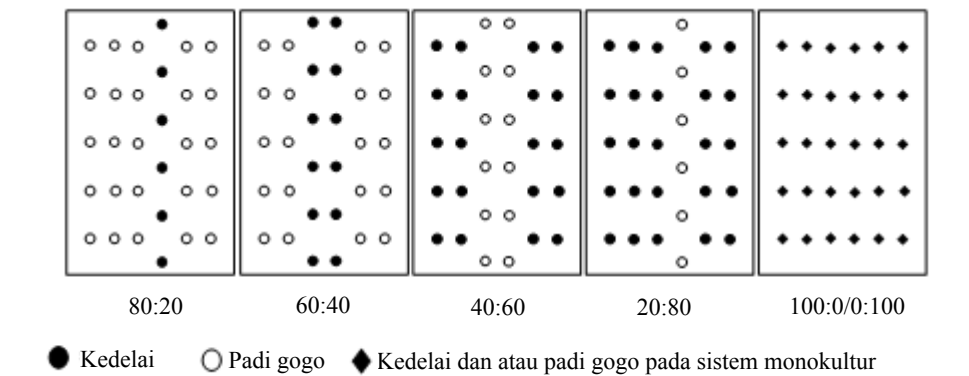 80:20 60:40 40:60 20:80 100:0/0:100
Kedelai Padi gogo Kedelai dan atau padi gogo pada sistem monokultur